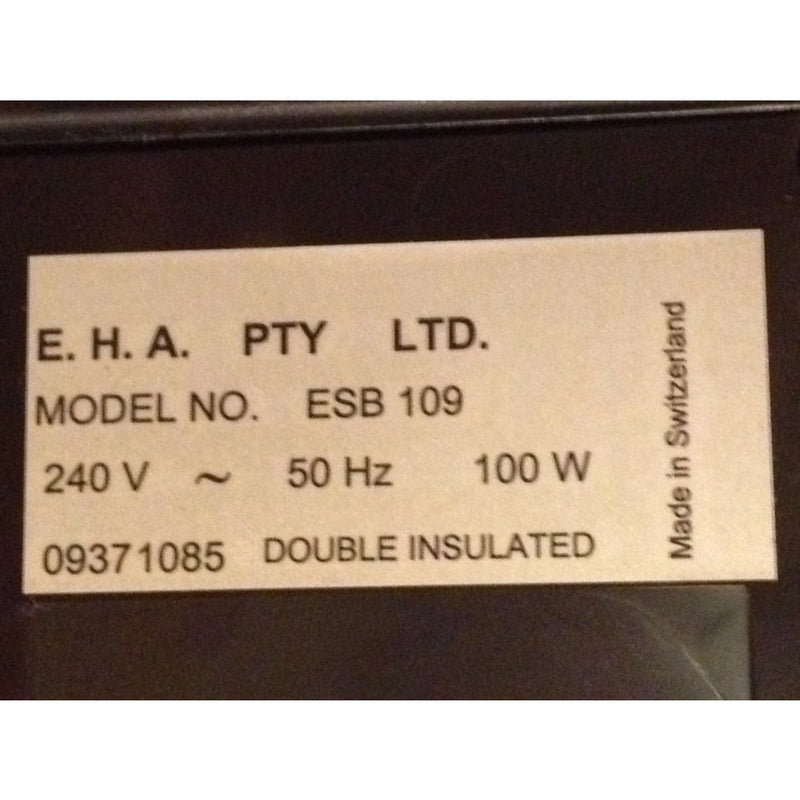 E. H. A. PTY LTD.
MODEL NO. ESB 109
240 V ~ 50 Hz 100 W
09371085 DOUBLE INSULATED
Made in Switzerland